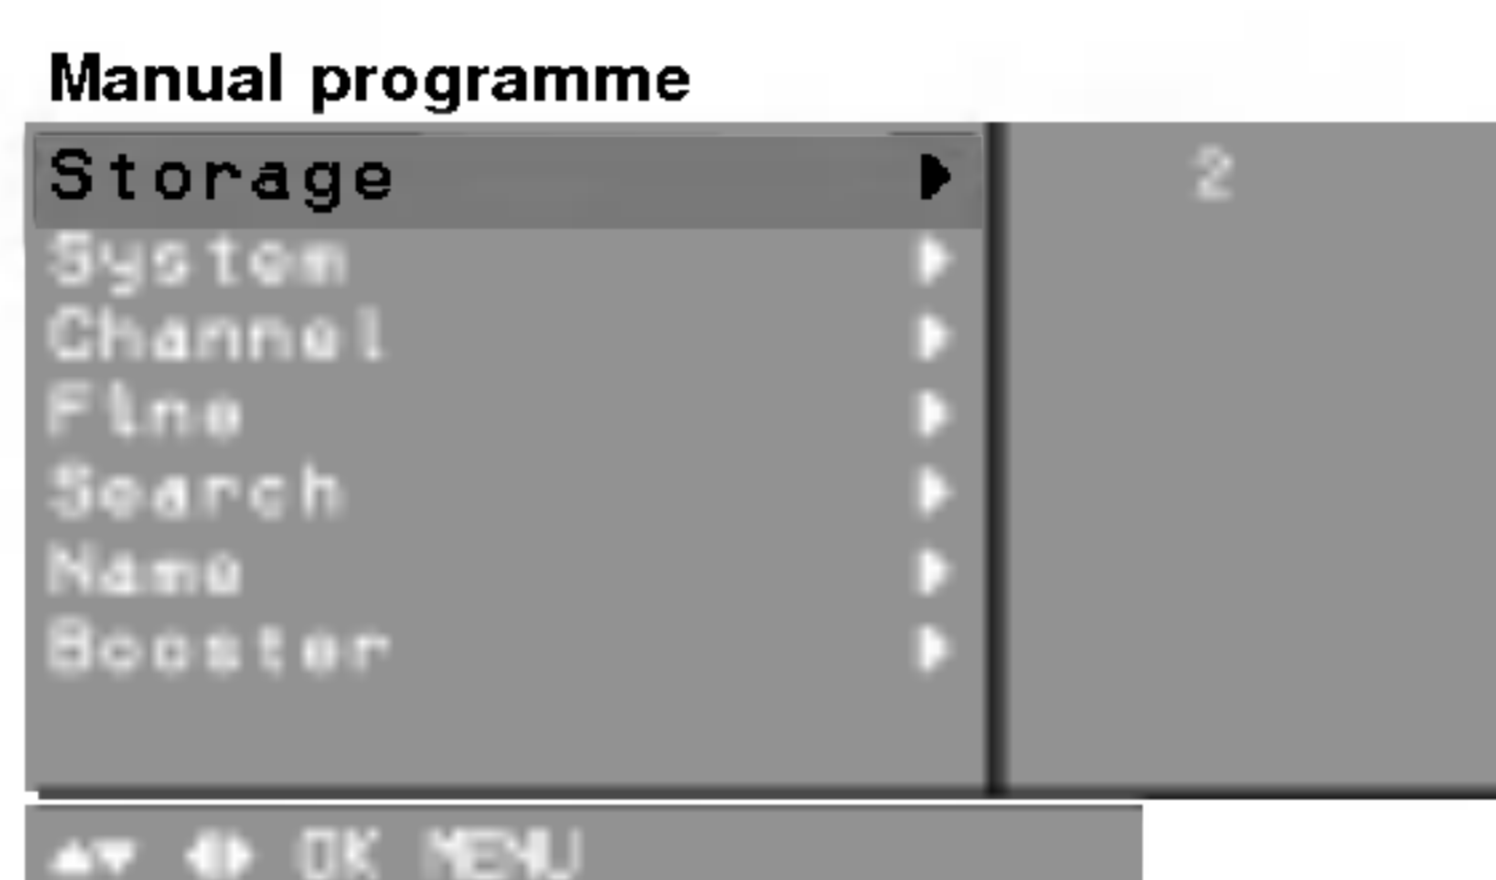 Manual programme
Storage 2
System
Channel
Fine
Search
Name
Booster
OK MENU